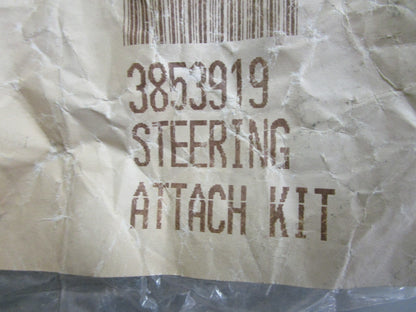 3853919
STEERING
ATTACH KIT